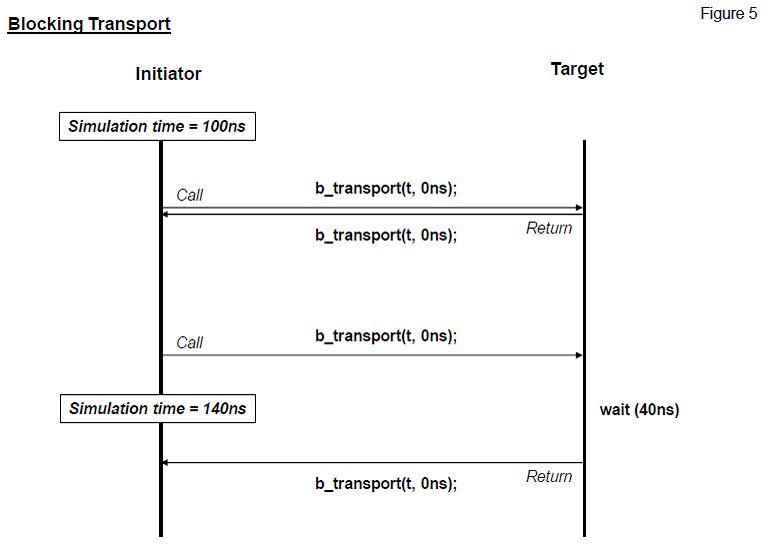 Figure 5
Blocking Transport
Initiator
Target
Simulation time = 100ns
Call
b_transport(t, 0ns);
b_transport(t, 0ns);
Return
Call
b_transport(t, 0ns);
Simulation time = 140ns
wait (40ns)
b_transport(t, 0ns);
Return